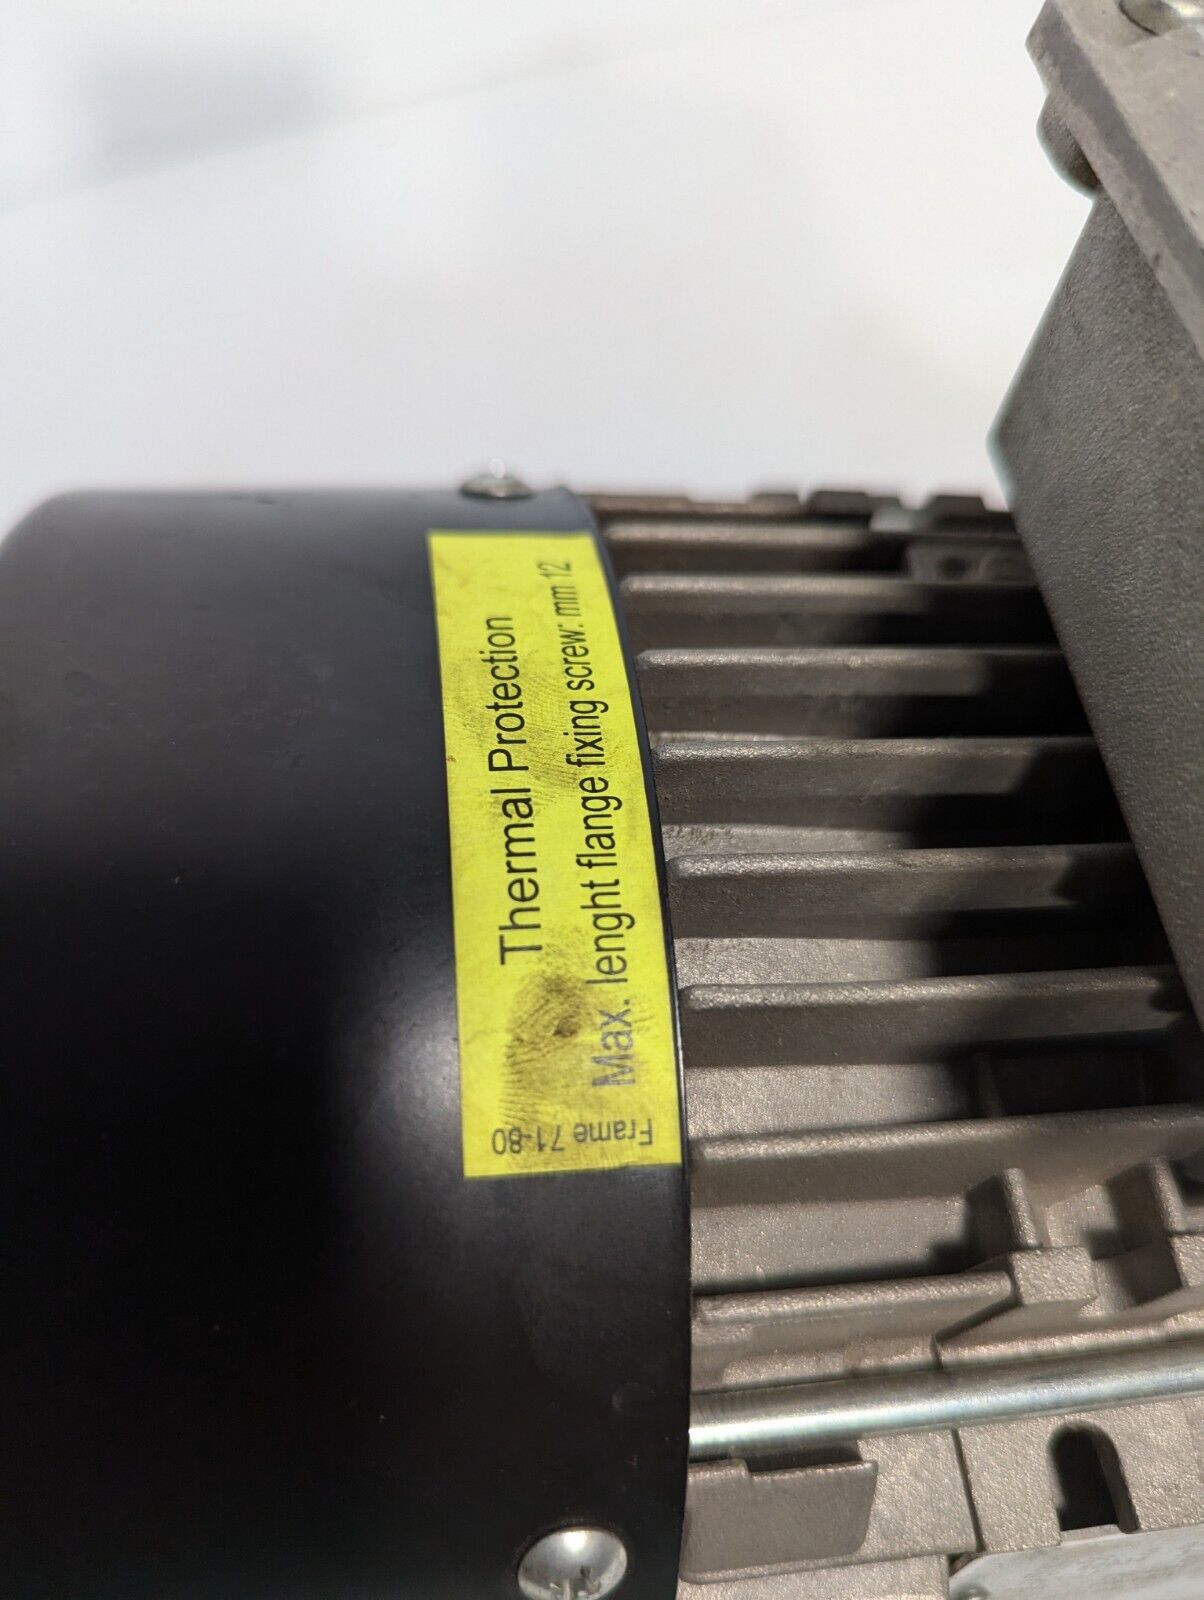 Thermal Protection
Max. lenght flange fixing screw: mm 12
Frame 71-80